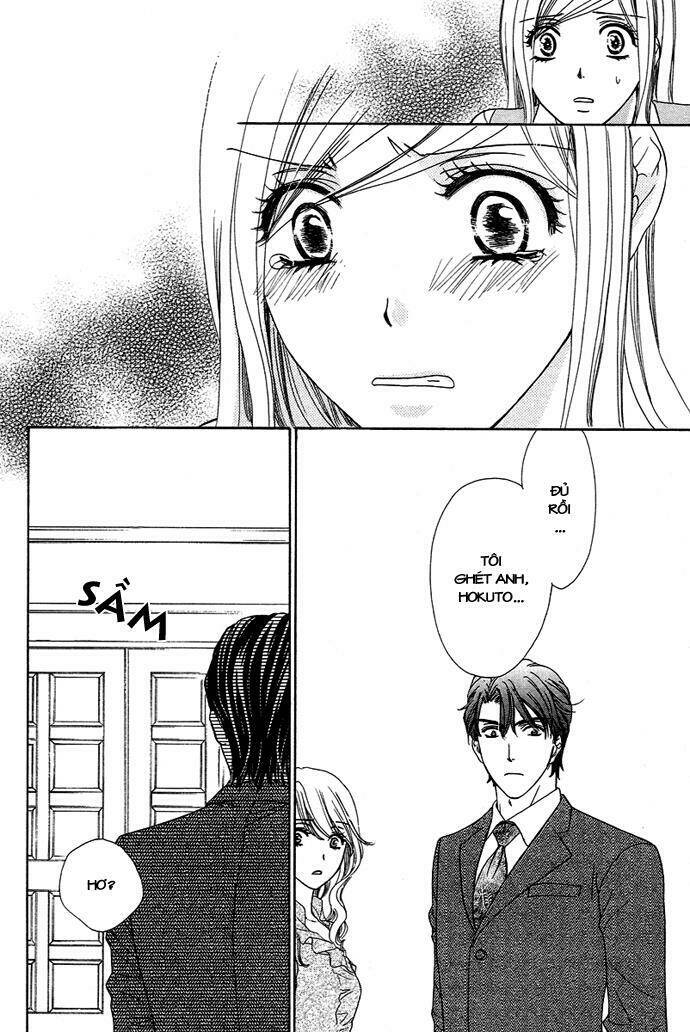 ĐỦ
RỒI
...
TÔI
GHÉT ANH,
HOKUTO...
SẦM
HƠ?